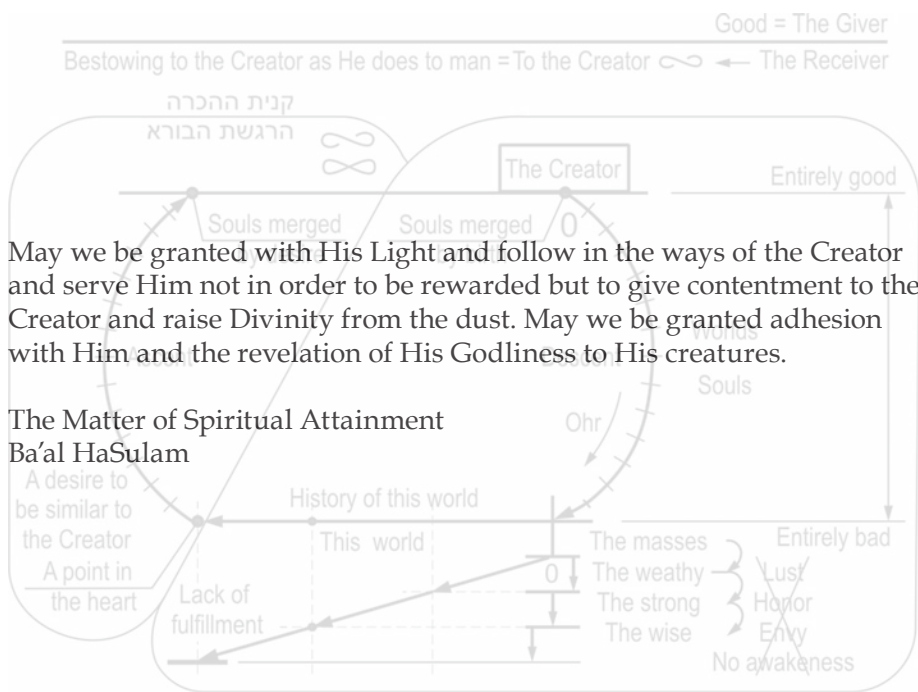 Good = The Giver
Bestowing to the Creator as He does to man = To the Creator ← The Receiver
קנית ההכרה
הרגשת הבורא
The Creator
Entirely good
Souls merged
by desire
Souls merged
0
May we be granted with His Light and follow in the ways of the Creator
and serve Him not in order to be rewarded but to give contentment to the
Creator and raise Divinity from the dust. May we be granted adhesion
with Him and the revelation of His Godliness to His creatures.
Ascent
Descent
Worlds
Souls
Ohr
The Matter of Spiritual Attainment
Ba'al HaSulam
A desire to
be similar to
the Creator
A point in
the heart
History of this world
This world
Lack of
fulfillment
0
Entirely bad
The masses
The weathy
The strong
The wise
Lust
Honor
Envy
No awakeness